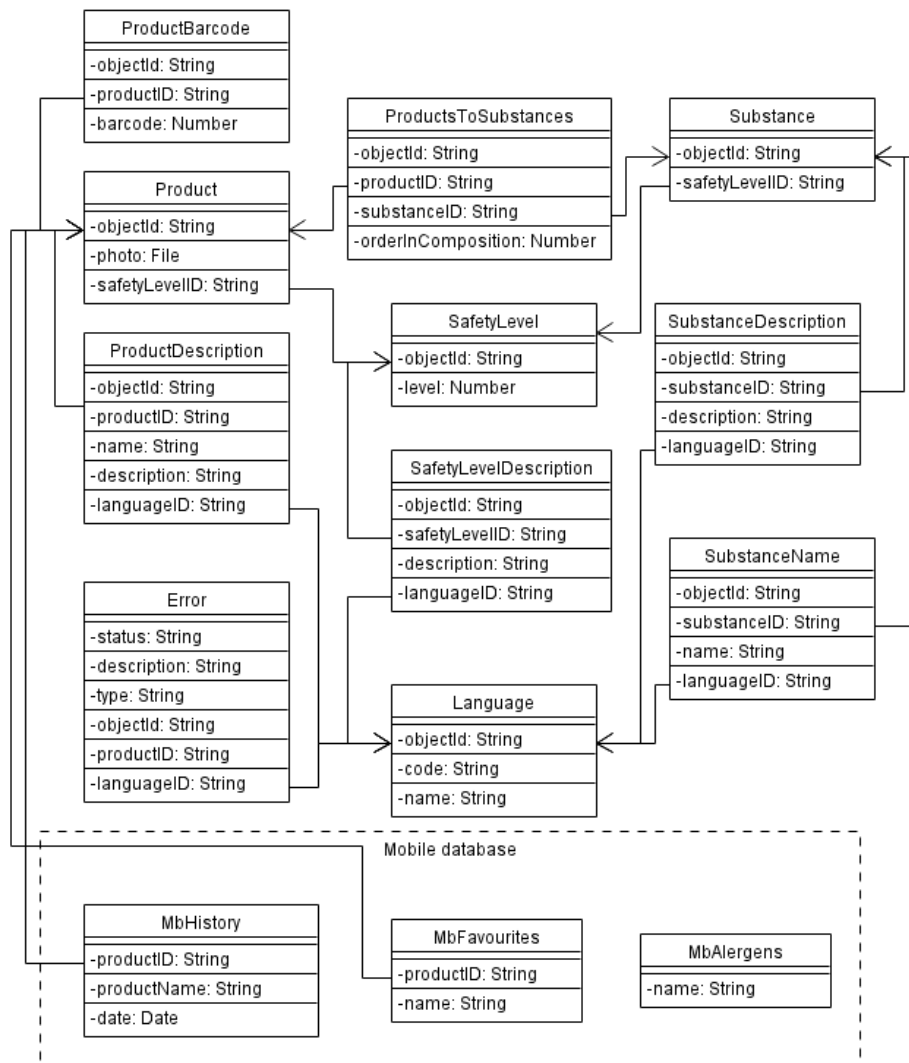 ProductBarcode
-objectId: String
-productID: String
-barcode: Number
ProductsToSubstances
-objectId: String
-productID: String
-substanceID: String
-orderInComposition: Number
Substance
-objectId: String
-safetyLevelID: String
Product
-objectId: String
-photo: File
-safetyLevelID: String
SafetyLevel
-objectId: String
-level: Number
SubstanceDescription
-objectId: String
-substanceID: String
-description: String
-languageID: String
ProductDescription
-objectId: String
-productID: String
-name: String
-description: String
-languageID: String
SafetyLevelDescription
-objectId: String
-safetyLevelID: String
-description: String
-languageID: String
SubstanceName
-objectId: String
-substanceID: String
-name: String
-languageID: String
Error
-status: String
-description: String
-type: String
-objectId: String
-productID: String
-languageID: String
Language
-objectId: String
-code: String
-name: String
Mobile database
MbHistory
-productID: String
-productName: String
-date: Date
MbFavourites
-productID: String
-name: String
MbAlergens
-name: String